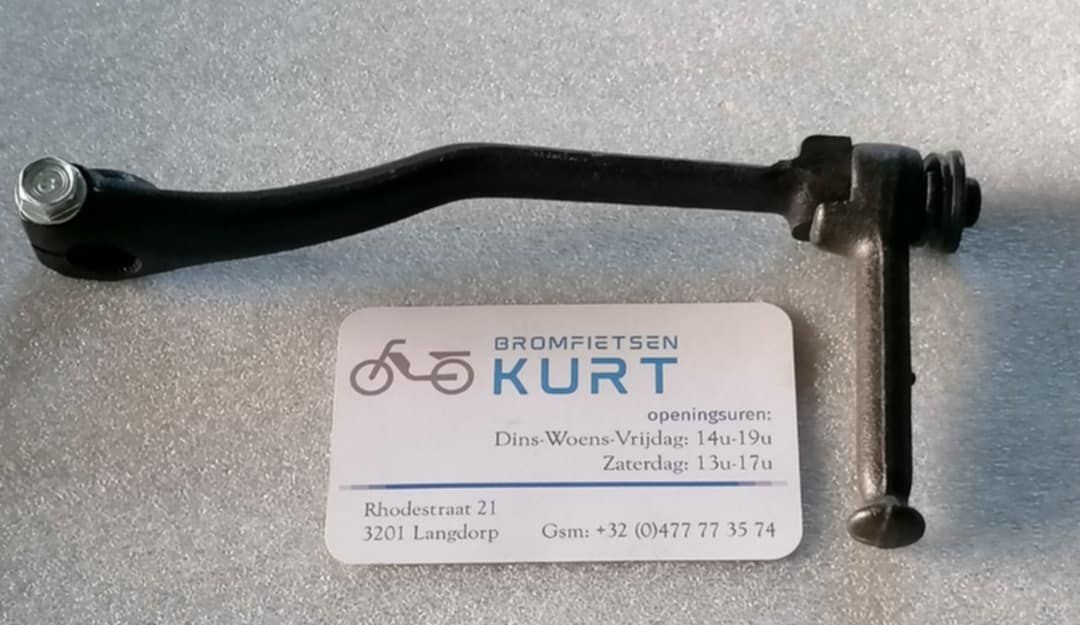 BROMFIETSEN
KURT
openingsuren:
Dins-Woens-Vrijdag: 14u-19u
Zaterdag: 13u-17u
Rhodestraat 21
3201 Langdorp Gsm: +32 (0)477 77 35 74